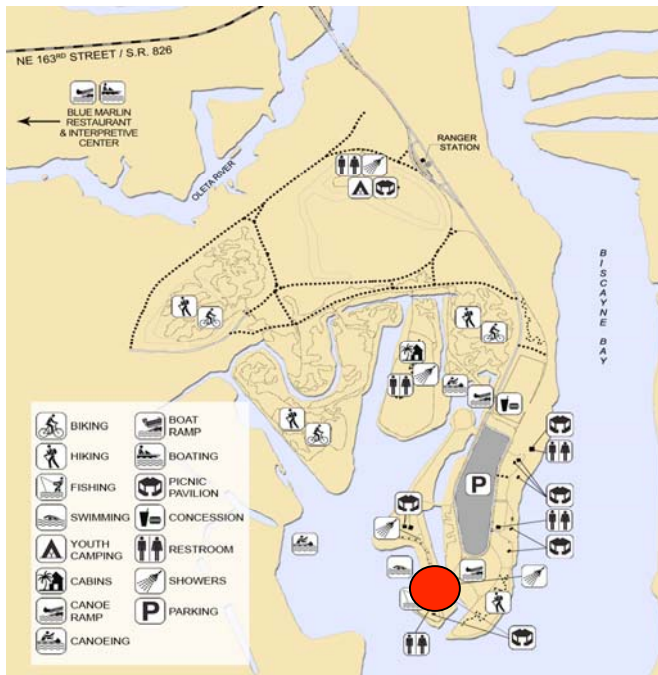 NE 163RD STREET / S.R. 826
BLUE MARLIN
RESTAURANT
& INTERPRETIVE
CENTER
OLETA RIVER
RANGER
STATION
BISCAYNE BAY
P
BIKING
HIKING
FISHING
SWIMMING
YOUTH
CAMPING
CABINS
CANOE
RAMP
CANOEING
BOAT
RAMP
BOATING
PICNIC
PAVILION
CONCESSION
RESTROOM
SHOWERS
P PARKING